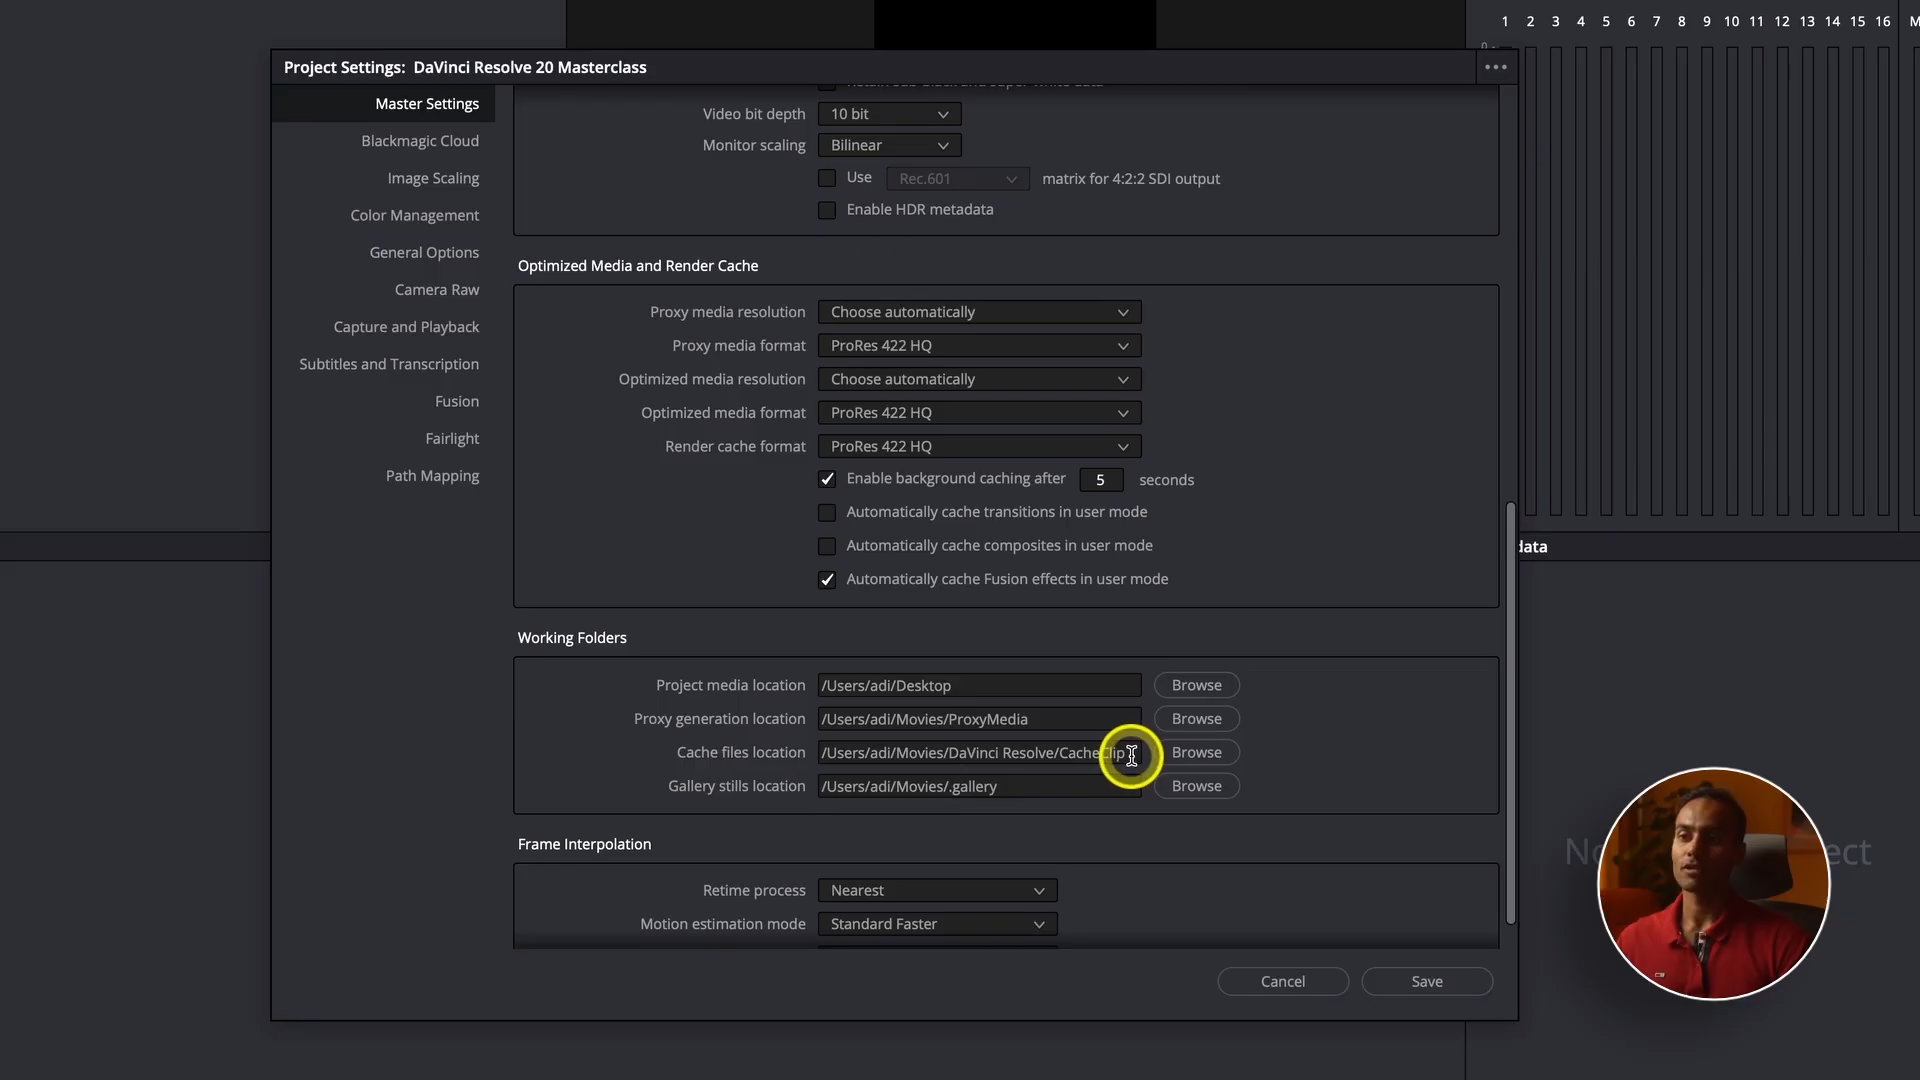 1 2 3 4 5 6 7 8 9 10 11 12 13 14 15 16 M
Project Settings: DaVinci Resolve 20 Masterclass
Master Settings
Blackmagic Cloud
Image Scaling
Color Management
General Options
Camera Raw
Capture and Playback
Subtitles and Transcription
Fusion
Fairlight
Path Mapping
Video bit depth 10 bit
Monitor scaling Bilinear
Use Rec.601 matrix for 4:2:2 SDI output
Enable HDR metadata
Optimized Media and Render Cache
Proxy media resolution Choose automatically
Proxy media format ProRes 422 HQ
Optimized media resolution Choose automatically
Optimized media format ProRes 422 HQ
Render cache format ProRes 422 HQ
Enable background caching after 5 seconds
Automatically cache transitions in user mode
Automatically cache composites in user mode
Automatically cache Fusion effects in user mode
Working Folders
Project media location /Users/adi/Desktop Browse
Proxy generation location /Users/adi/Movies/ProxyMedia Browse
Cache files location /Users/adi/Movies/DaVinci Resolve/CacheClip Browse
Gallery stills location /Users/adi/Movies/.gallery Browse
Frame Interpolation
Retime process Nearest
Motion estimation mode Standard Faster
Cancel Save
data
No
ect